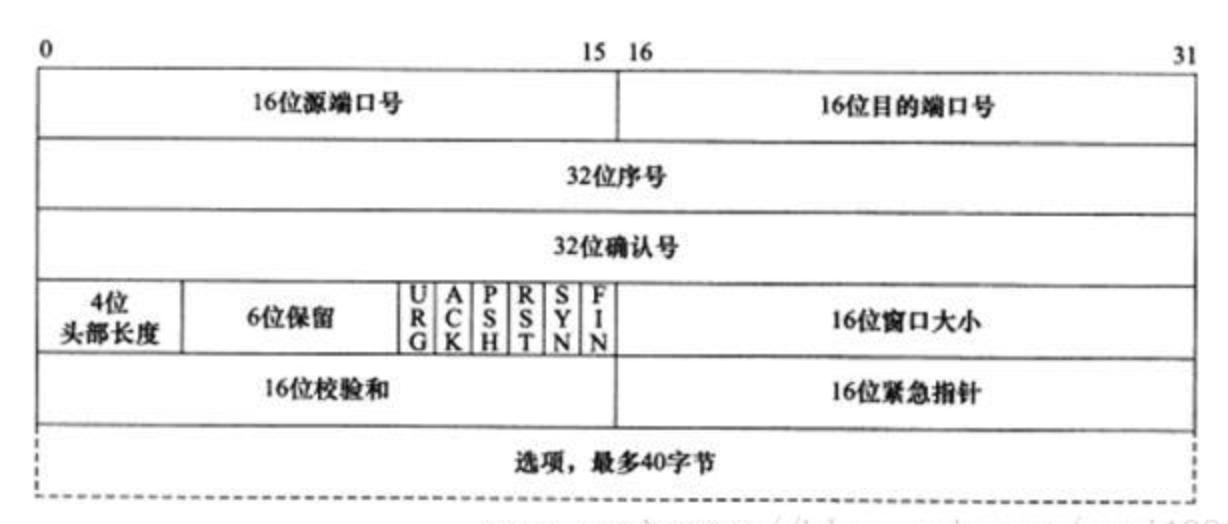 0 15 16 31
16位源端口号 16位目的端口号
32位序号
32位确认号
4位
头部长度 6位保留 URG ACK PSH RST SYN FIN 16位窗口大小
16位校验和 16位紧急指针
选项，最多40字节